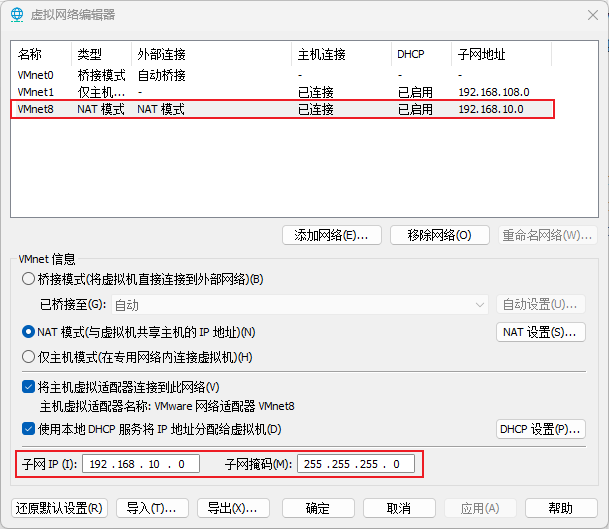 虚拟网络编辑器
名称 类型 外部连接 主机连接 DHCP 子网地址
VMnet0 桥接模式 自动桥接 - - -
VMnet1 仅主机... - 已连接 已启用 192.168.108.0
VMnet8 NAT 模式 NAT 模式 已连接 已启用 192.168.10.0
添加网络(E)... 移除网络(O) 重命名网络(W)...
VMnet 信息
桥接模式(将虚拟机直接连接到外部网络)(B)
已桥接至(G): 自动 自动设置(U)...
NAT 模式(与虚拟机共享主机的 IP 地址)(N) NAT 设置(S)...
仅主机模式(在专用网络内连接虚拟机)(H)
将主机虚拟适配器连接到此网络(V)
主机虚拟适配器名称: VMware 网络适配器 VMnet8
使用本地 DHCP 服务将 IP 地址分配给虚拟机(D) DHCP 设置(P)...
子网 IP (I): 192 . 168 . 10 . 0 子网掩码(M): 255 . 255 . 255 . 0
还原默认设置(R) 导入(T)... 导出(X)... 确定 取消 应用(A) 帮助